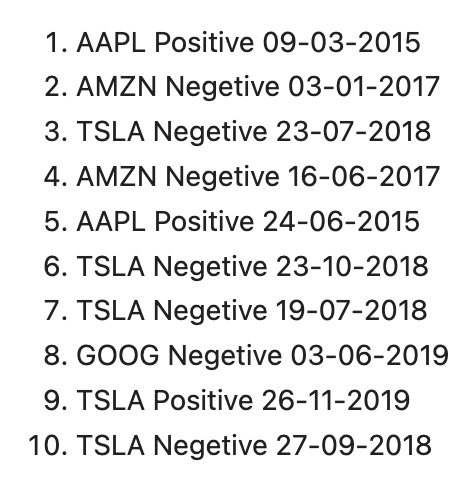 1. AAPL Positive 09-03-2015
2. AMZN Negetive 03-01-2017
3. TSLA Negetive 23-07-2018
4. AMZN Negetive 16-06-2017
5. AAPL Positive 24-06-2015
6. TSLA Negetive 23-10-2018
7. TSLA Negetive 19-07-2018
8. GOOG Negetive 03-06-2019
9. TSLA Positive 26-11-2019
10. TSLA Negetive 27-09-2018